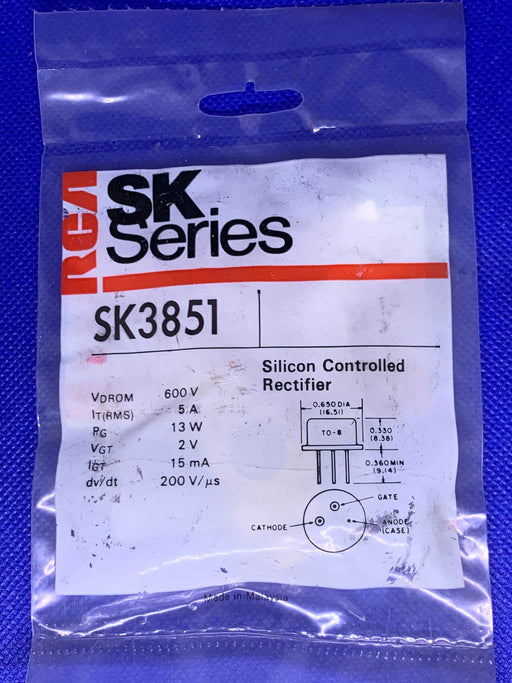 RCA
SK
Series
SK3851
Silicon Controlled
Rectifier
VDROM 600 V
IT(RMS) 5 A
PG 13 W
VGT 2 V
IGT 15 mA
dv/dt 200 V/µs
0.650 DIA
(16.51)
TO-8
0.330
(8.38)
0.360 MIN
(9.14)
GATE
CATHODE
ANODE
(CASE)
Made in Malaysia